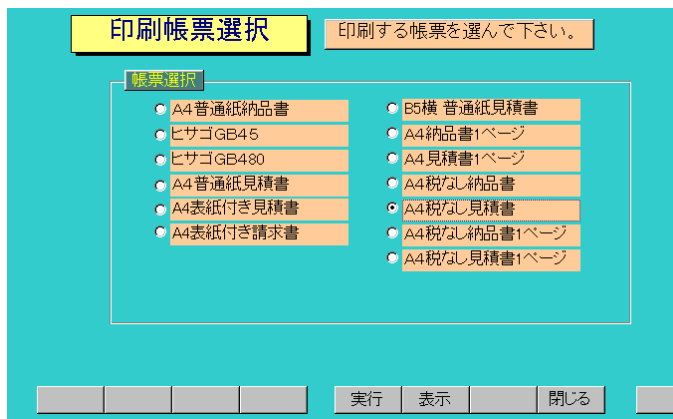 印刷帳票選択
印刷する帳票を選んで下さい。
帳票選択
A4普通紙納品書
ヒサゴGB45
ヒサゴGB480
A4普通紙見積書
A4表紙付き見積書
A4表紙付き請求書
B5横 普通紙見積書
A4納品書1ページ
A4見積書1ページ
A4税なし納品書
A4税なし見積書
A4税なし納品書1ページ
A4税なし見積書1ページ
実行
表示
閉じる